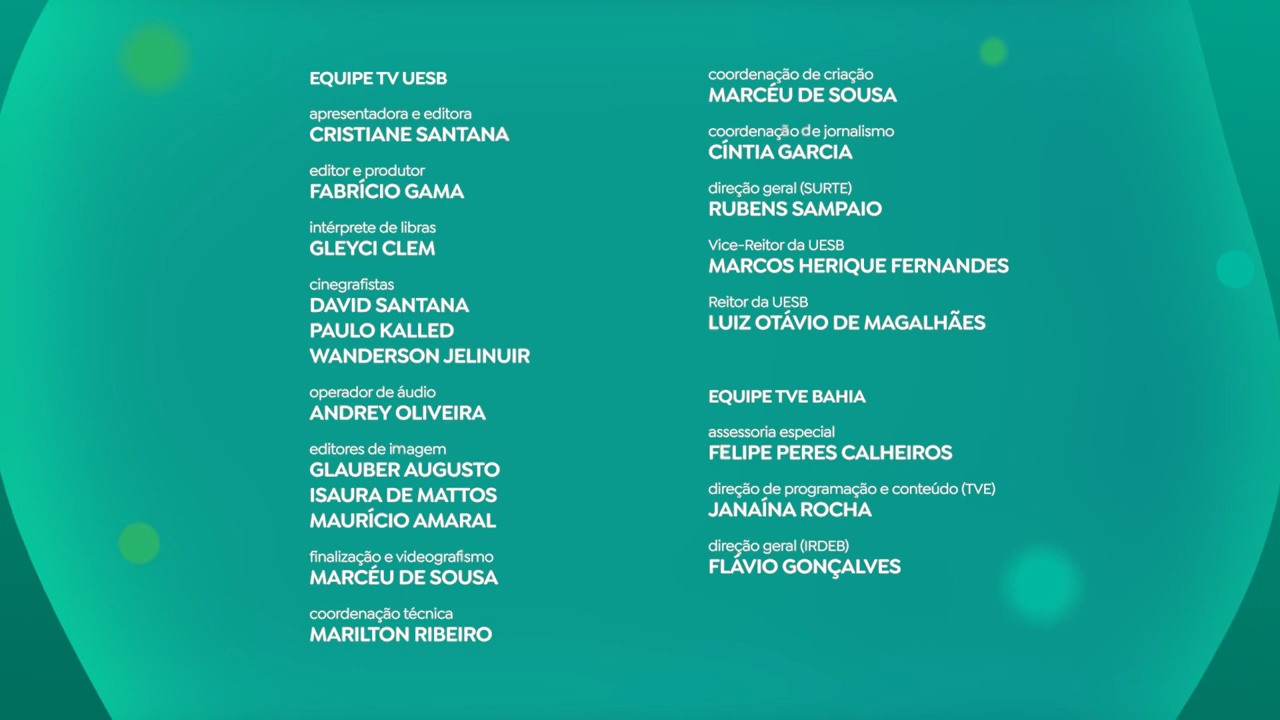 EQUIPE TV UESB
apresentadora e editora
CRISTIANE SANTANA
editor e produtor
FABRÍCIO GAMA
intérprete de libras
GLEYCI CLEM
cinegrafistas
DAVID SANTANA
PAULO KALLED
WANDERSON JELINUIR
operador de áudio
ANDREY OLIVEIRA
editores de imagem
GLAUBER AUGUSTO
ISAURA DE MATTOS
MAURÍCIO AMARAL
finalização e videografismo
MARCÉU DE SOUSA
coordenação técnica
MARILTON RIBEIRO
coordenação de criação
MARCÉU DE SOUSA
coordenação de jornalismo
CÍNTIA GARCIA
direção geral (SURTE)
RUBENS SAMPAIO
Vice-Reitor da UESB
MARCOS HERIQUE FERNANDES
Reitor da UESB
LUIZ OTÁVIO DE MAGALHÃES
EQUIPE TVE BAHIA
assessoria especial
FELIPE PERES CALHEIROS
direção de programação e conteúdo (TVE)
JANAÍNA ROCHA
direção geral (IRDEB)
FLÁVIO GONÇALVES